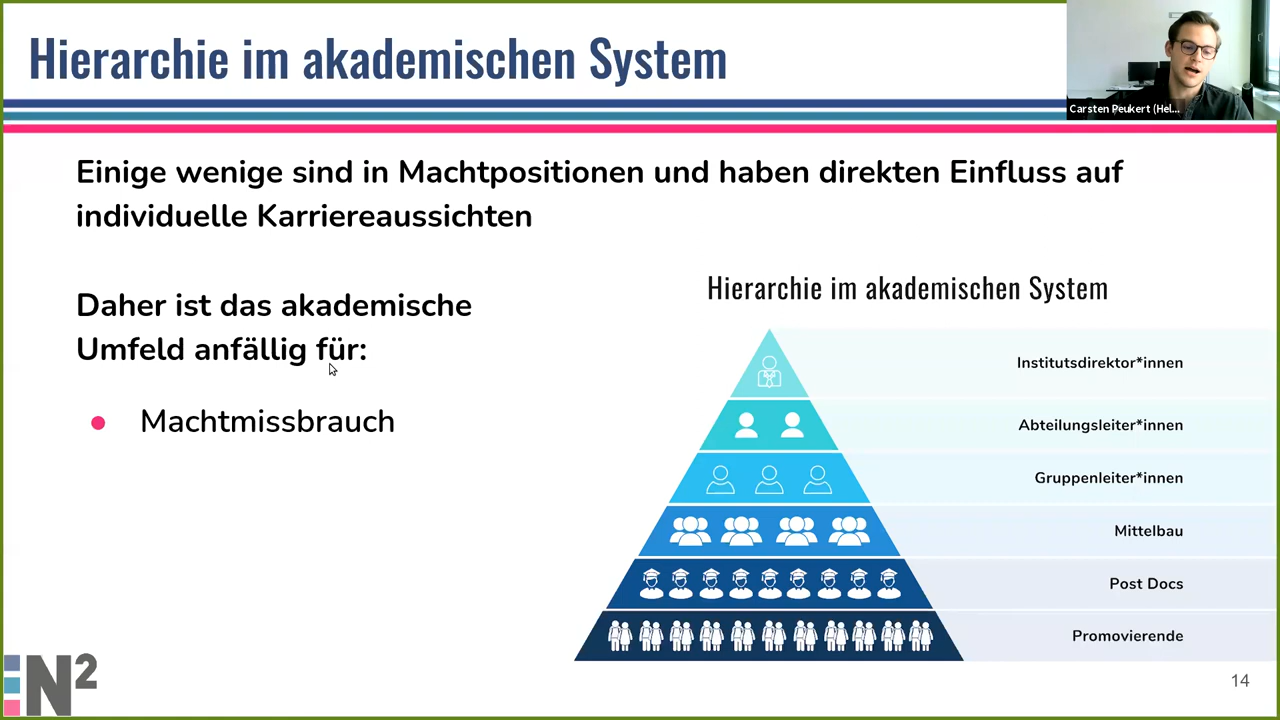 Hierarchie im akademischen System
Carsten Peukert (Hel...
Einige wenige sind in Machtpositionen und haben direkten Einfluss auf
individuelle Karriereaussichten
Daher ist das akademische
Umfeld anfällig für:
● Machtmissbrauch
Hierarchie im akademischen System
Institutsdirektor*innen
Abteilungsleiter*innen
Gruppenleiter*innen
Mittelbau
Post Docs
Promovierende
N²
14